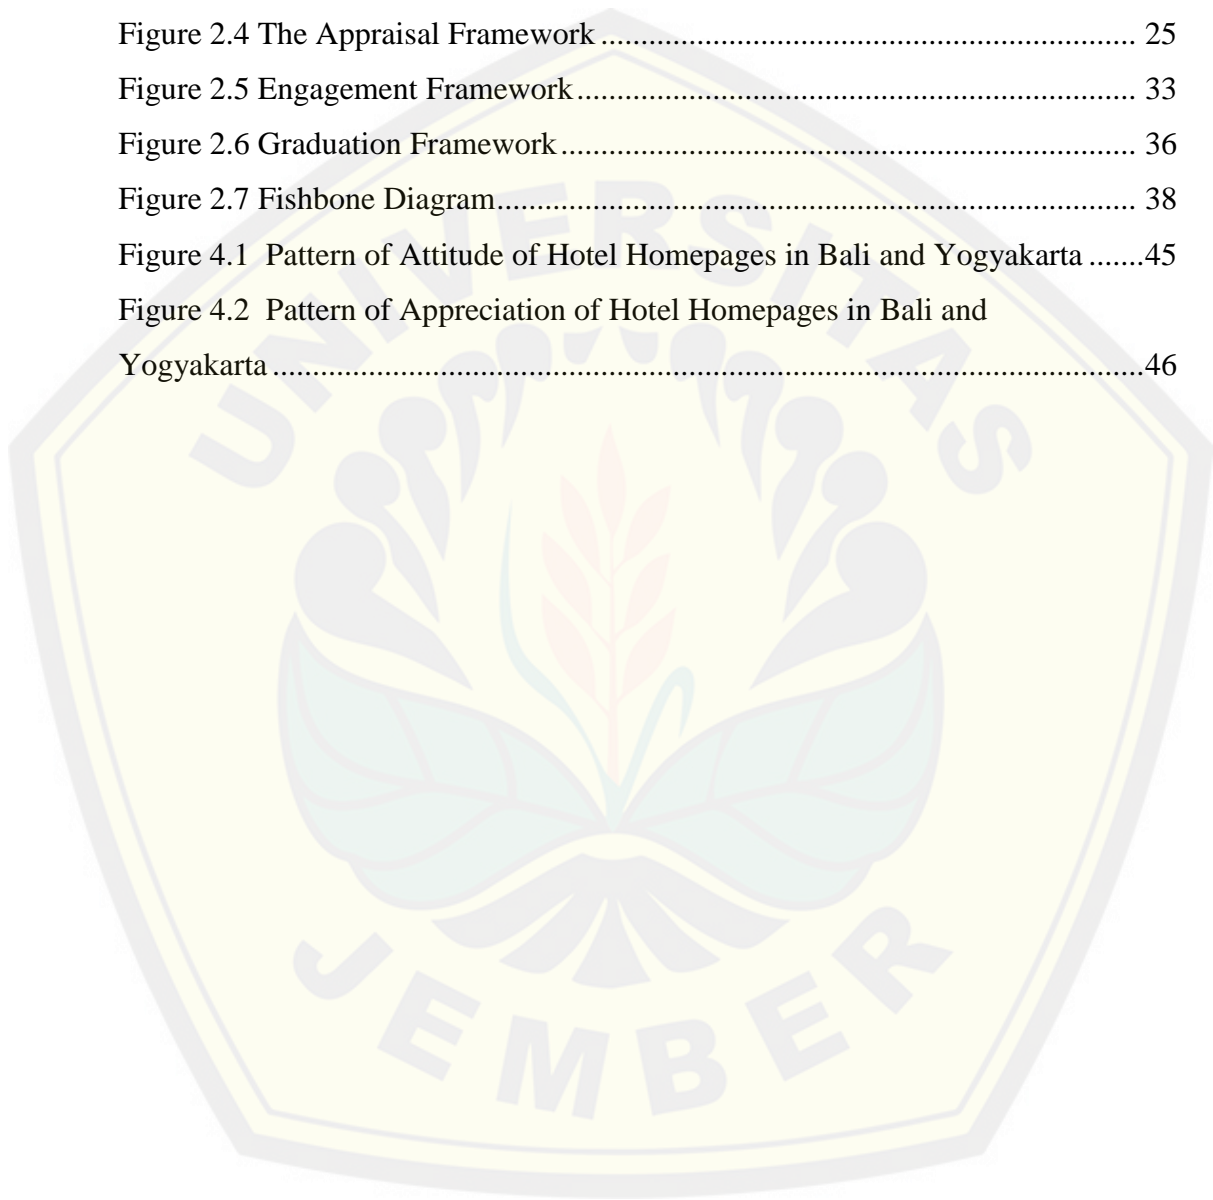 Figure 2.4 The Appraisal Framework ................................................................... 25
Figure 2.5 Engagement Framework ...................................................................... 33
Figure 2.6 Graduation Framework ........................................................................ 36
Figure 2.7 Fishbone Diagram................................................................................ 38
Figure 4.1  Pattern of Attitude of Hotel Homepages in Bali and Yogyakarta .......45
Figure 4.2  Pattern of Appreciation of Hotel Homepages in Bali and
Yogyakarta .............................................................................................................46
UNIVERSITAS
JEMBER